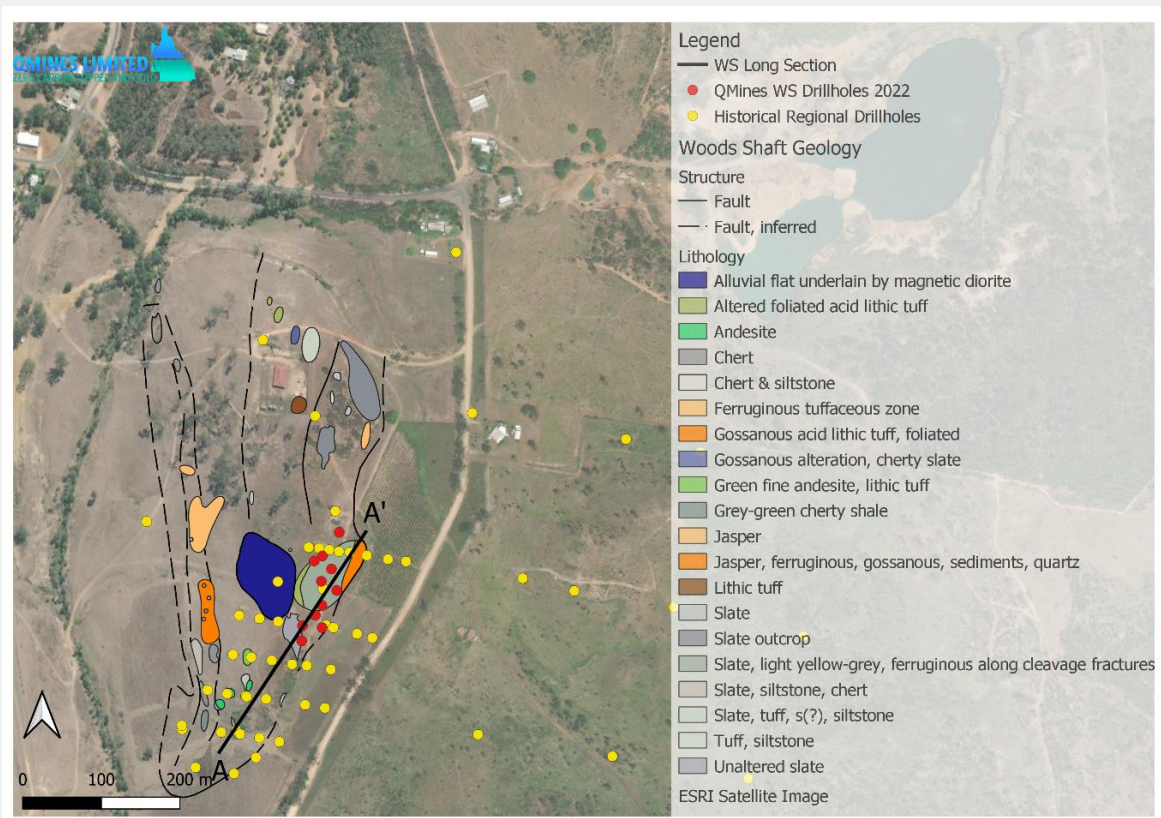 QMINES LIMITED
Legend
WS Long Section
QMines WS Drillholes 2022
Historical Regional Drillholes
Woods Shaft Geology
Structure
Fault
Fault, inferred
Lithology
Alluvial flat underlain by magnetic diorite
Altered foliated acid lithic tuff
Andesite
Chert
Chert & siltstone
Ferruginous tuffaceous zone
Gossanous acid lithic tuff, foliated
Gossanous alteration, cherty slate
Green fine andesite, lithic tuff
Grey-green cherty shale
Jasper
Jasper, ferruginous, gossanous, sediments, quartz
Lithic tuff
Slate
Slate outcrop
Slate, light yellow-grey, ferruginous along cleavage fractures
Slate, siltstone, chert
Slate, tuff, s(?), siltstone
Tuff, siltstone
Unaltered slate
ESRI Satellite Image
A'
A
0 100 200 m